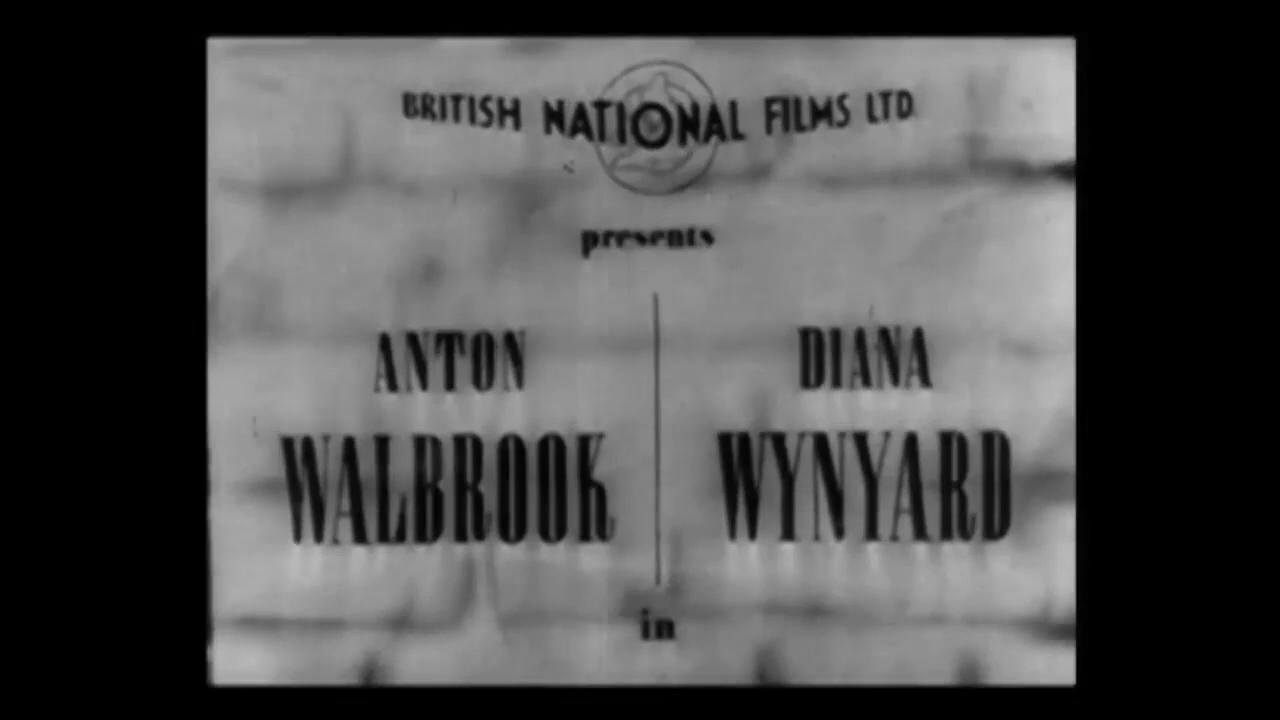 BRITISH NATIONAL FILMS LTD
presents
ANTON
WALBROOK
DIANA
WYNYARD
in